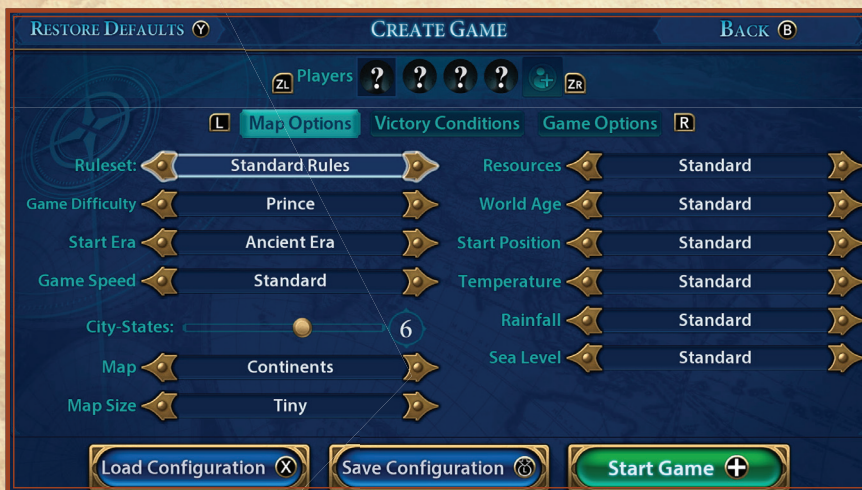 RESTORE DEFAULTS Y CREATE GAME BACK B
ZL Players ? ? ? ? ZR
L Map Options Victory Conditions Game Options R
Ruleset: Standard Rules Resources Standard
Game Difficulty Prince World Age Standard
Start Era Ancient Era Start Position Standard
Game Speed Standard Temperature Standard
City-States: 6 Rainfall Standard
Map Continents Sea Level Standard
Map Size Tiny
Load Configuration X Save Configuration L Start Game +